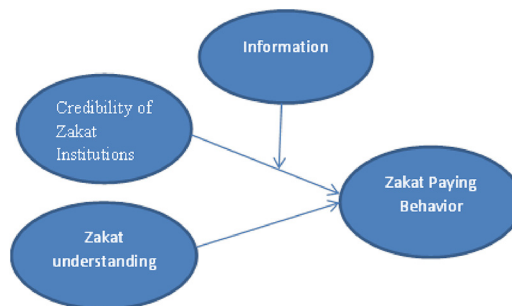 Information
Credibility of
Zakat
Institutions
Zakat Paying
Behavior
Zakat
understanding